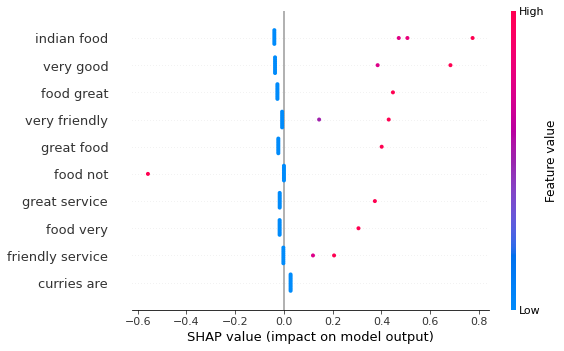 High
indian food
very good
food great
very friendly
great food
food not
great service
food very
friendly service
curries are
Feature value
Low
−0.6 −0.4 −0.2 0.0 0.2 0.4 0.6 0.8
SHAP value (impact on model output)